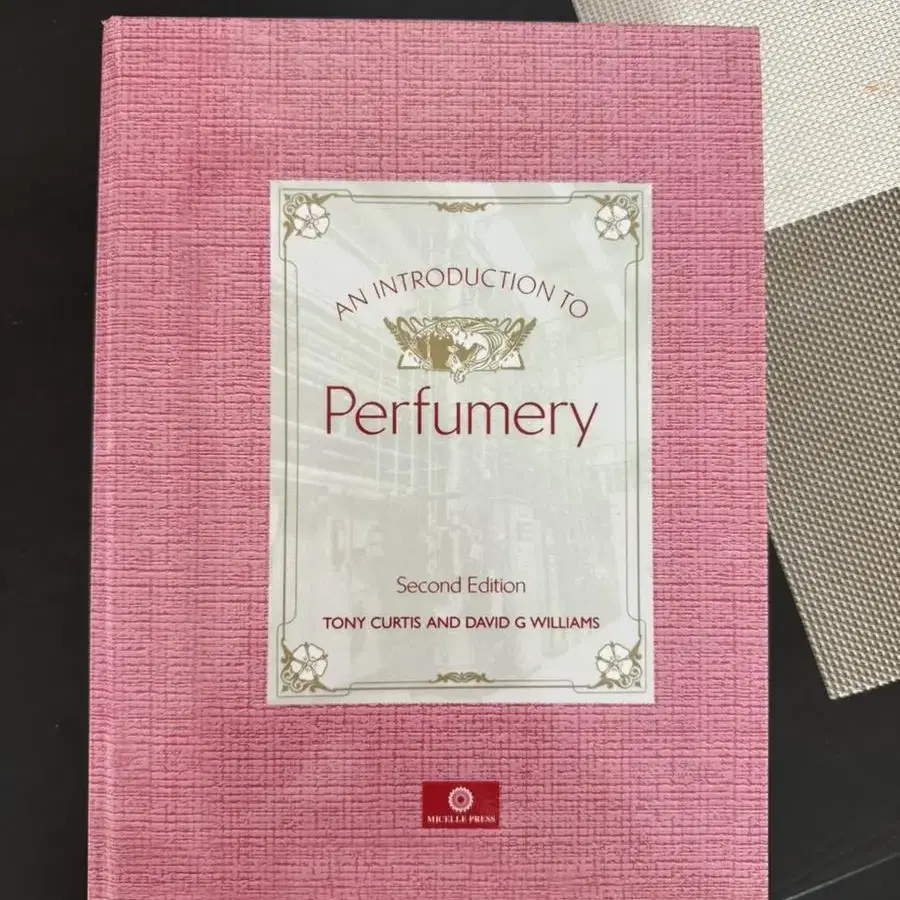 AN INTRODUCTION TO
Perfumery
Second Edition
TONY CURTIS AND DAVID G WILLIAMS
MICELLE PRESS